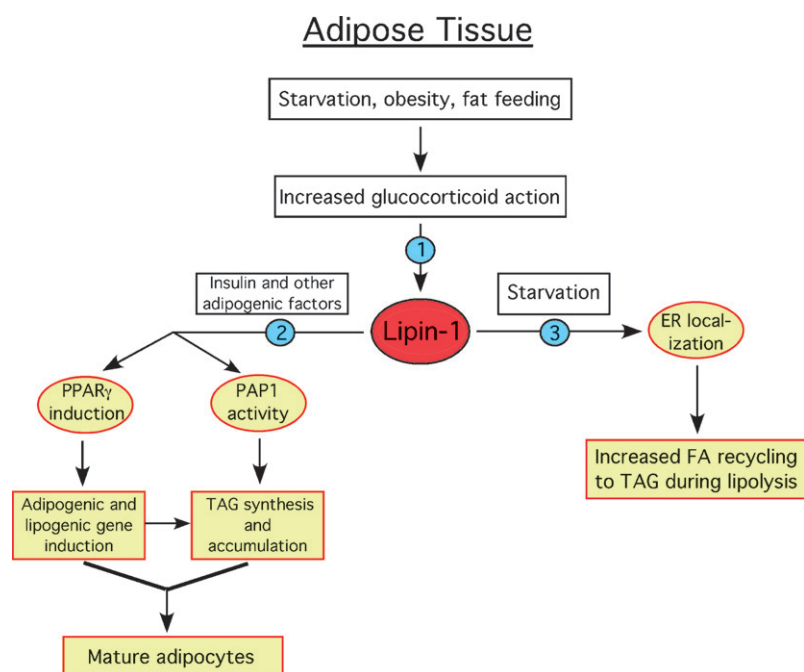 Adipose Tissue
Starvation, obesity, fat feeding
Increased glucocorticoid action
1
Insulin and other
adipogenic factors
Starvation
2
Lipin-1
3
ER local-
ization
PPARγ
induction
PAP1
activity
Increased FA recycling
to TAG during lipolysis
Adipogenic and
lipogenic gene
induction
TAG synthesis
and
accumulation
Mature adipocytes